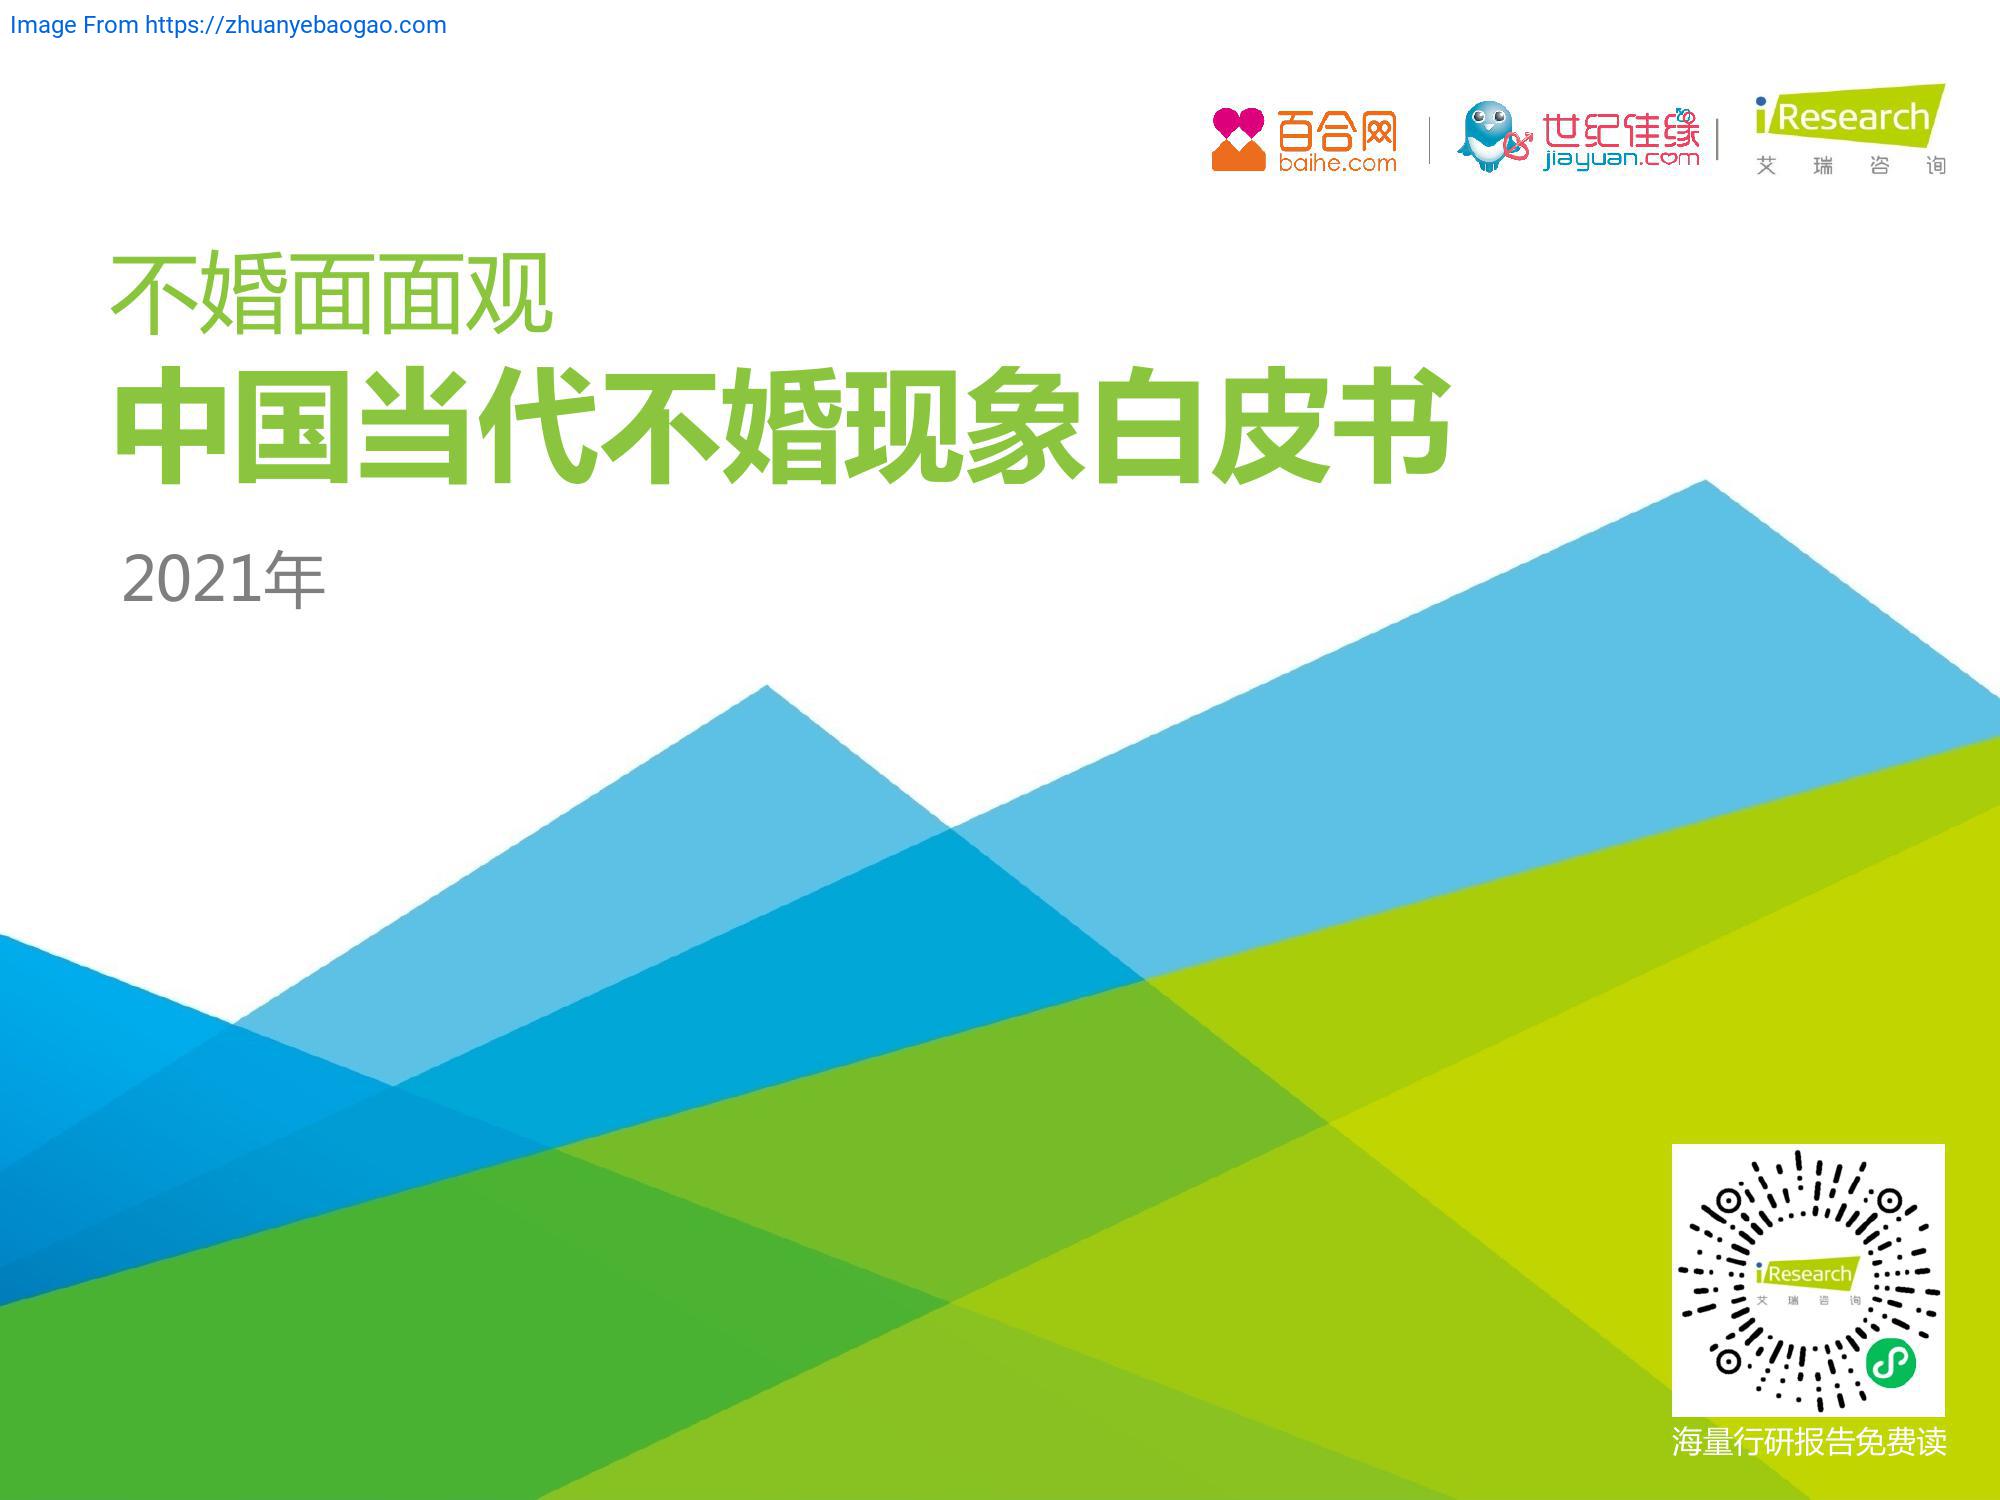 Image From https://zhuanyebaogao.com
百合网
baihe.com
世纪佳缘
jiayuan.com
iResearch
艾瑞咨询
不婚面面观
中国当代不婚现象白皮书
2021年
iResearch
艾瑞咨询
海量行研报告免费读